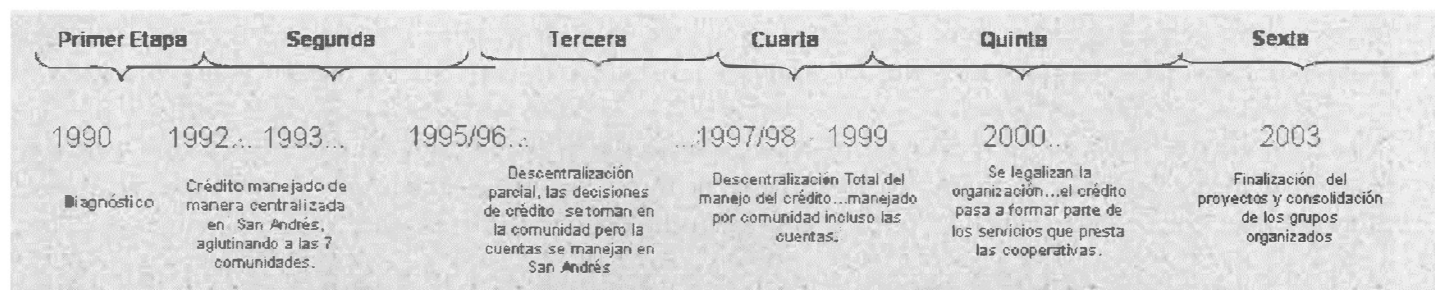 Primer Etapa Segunda Tercera Cuarta Quinta Sexta
1990 1992... 1993... 1995/96... ...1997/98 - 1999 2000... 2003
Diagnóstico
Crédito manejado de
manera centralizada
en San Andrés,
aglutinando a las 7
comunidades.
Descentralización
parcial, las decisiones
de crédito se toman en
la comunidad pero la
cuentas se manejan en
San Andrés
Descentralización Total del
manejo del crédito...manejado
por comunidad incluso las
cuentas.
Se legalizan la
organización...el crédito
pasa a formar parte de
los servicios que presta
las cooperativas.
Finalización del
proyectos y consolidación
de los grupos
organizados